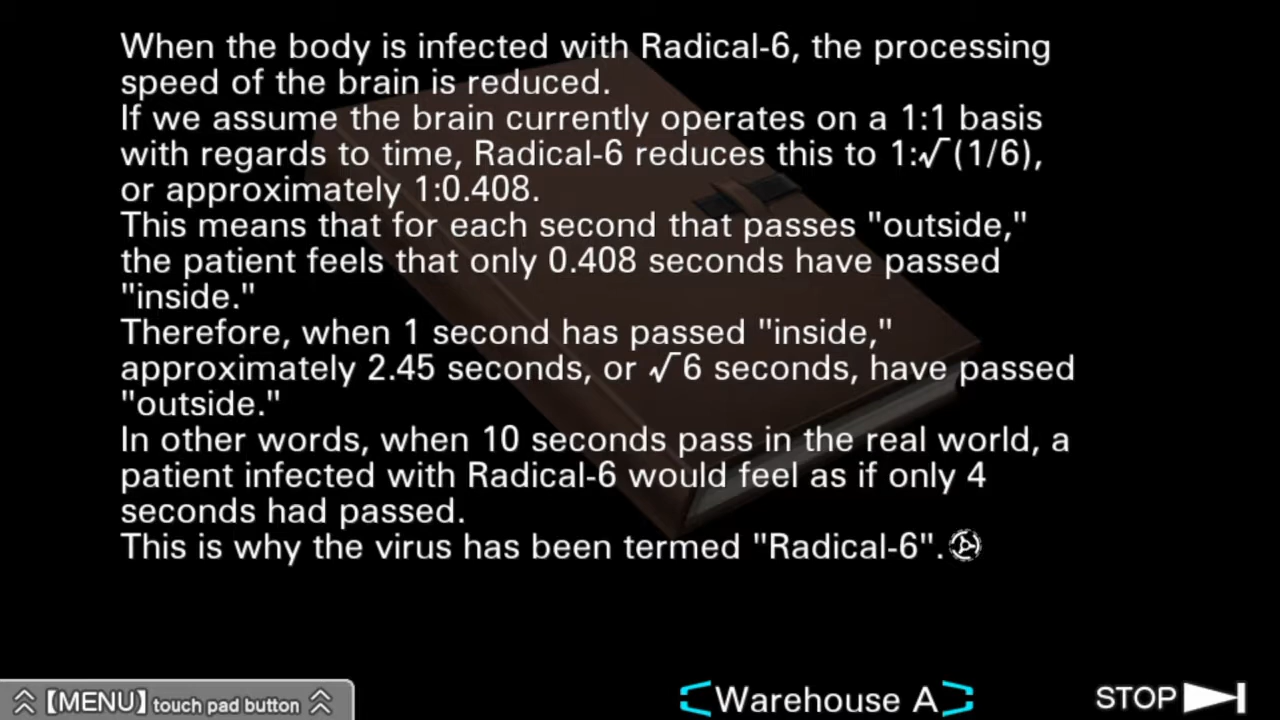 When the body is infected with Radical-6, the processing
speed of the brain is reduced.
If we assume the brain currently operates on a 1:1 basis
with regards to time, Radical-6 reduces this to 1:√(1/6),
or approximately 1:0.408.
This means that for each second that passes "outside,"
the patient feels that only 0.408 seconds have passed
"inside."
Therefore, when 1 second has passed "inside,"
approximately 2.45 seconds, or √6 seconds, have passed
"outside."
In other words, when 10 seconds pass in the real world, a
patient infected with Radical-6 would feel as if only 4
seconds had passed.
This is why the virus has been termed "Radical-6".
【MENU】touch pad button
Warehouse A
STOP